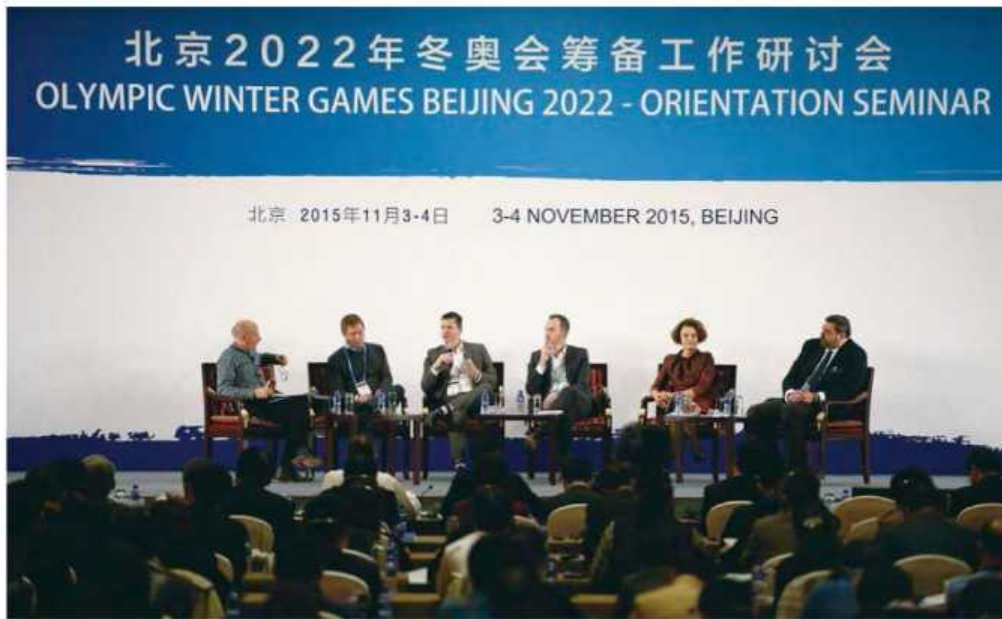 北京2022年冬奥会筹备工作研讨会
OLYMPIC WINTER GAMES BEIJING 2022 - ORIENTATION SEMINAR
北京 2015年11月3-4日 3-4 NOVEMBER 2015, BEIJING